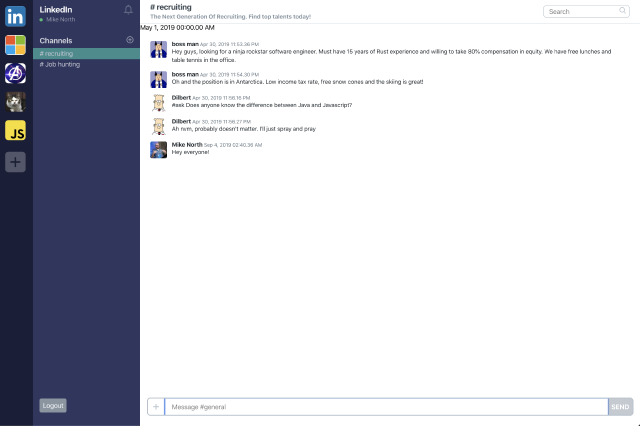 in
LinkedIn
Mike North
Channels
# recruiting
# Job hunting
JS
+
Logout
# recruiting
The Next Generation Of Recruiting. Find top talents today!
Search
May 1, 2019 00:00.00 AM
boss man Apr 30, 2019 11:53.36 PM
Hey guys, looking for a ninja rockstar software engineer. Must have 15 years of Rust experience and willing to take 80% compensation in equity. We have free lunches and
table tennis in the office.
boss man Apr 30, 2019 11:54.30 PM
Oh and the position is in Antarctica. Low income tax rate, free snow cones and the skiing is great!
Dilbert Apr 30, 2019 11:56.16 PM
#ask Does anyone know the difference between Java and Javascript?
Dilbert Apr 30, 2019 11:58.27 PM
Ah nvm, probably doesn't matter. I'll just spray and pray
Mike North Sep 4, 2019 02:40.36 AM
Hey everyone!
+
Message #general
SEND